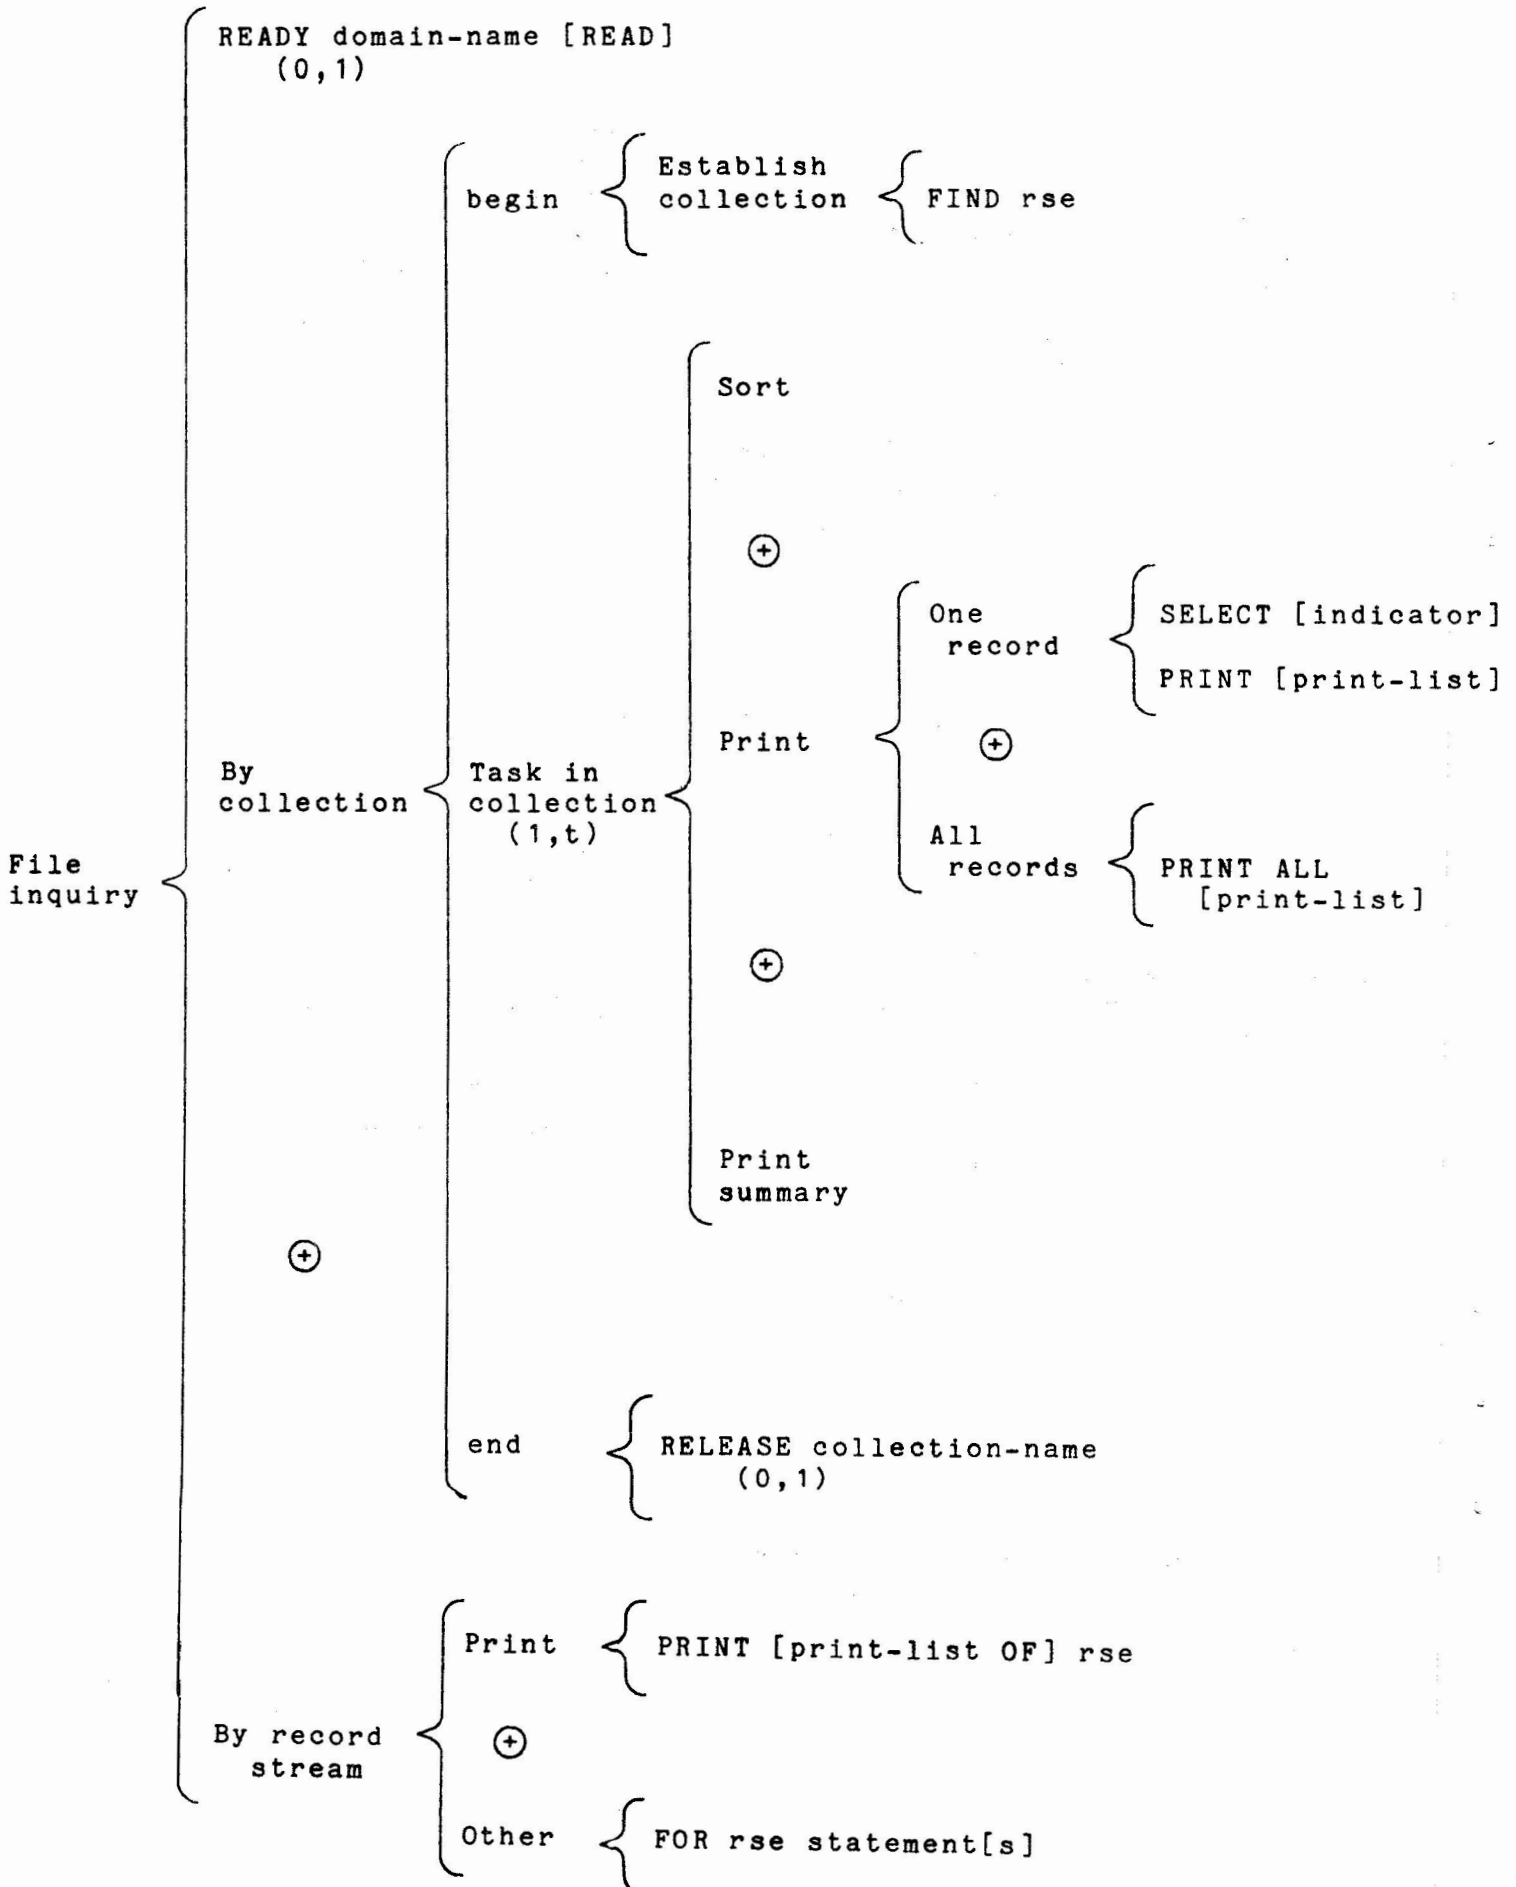 READY domain-name [READ]
(0,1)
begin
Establish
collection
FIND rse
Sort
+
One
record
SELECT [indicator]
PRINT [print-list]
Print
+
By
collection
Task in
collection
(1,t)
All
records
PRINT ALL
[print-list]
File
inquiry
+
Print
summary
+
end
RELEASE collection-name
(0,1)
Print
PRINT [print-list OF] rse
By record
stream
+
Other
FOR rse statement[s]